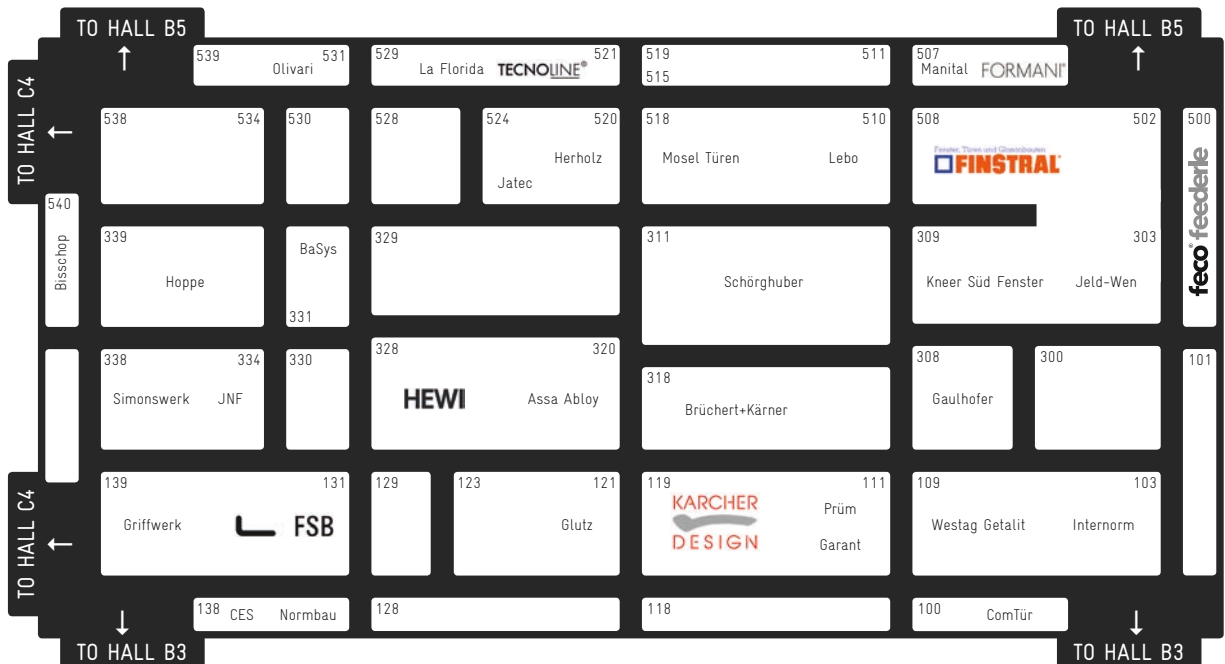 TO HALL B5
TO HALL B5
539 531
Olivari
529 521
La Florida TECNOLINE®
519 511
515
507
Manital FORMANI®
TO HALL C4
538 534
530
528
524 520
Herholz
Jatec
518 510
Mosel Türen Lebo
508 502
Fenster, Türen und Glasanbauten
FINSTRAL®
500
feco® feederle
540
Bisschop
339
Hoppe
BaSys
331
329
311
Schörghuber
309 303
Kneer Süd Fenster Jeld-Wen
338 334
Simonswerk JNF
330
328 320
HEWI Assa Abloy
318
Brüchert+Kärner
308
Gaulhofer
300
101
TO HALL C4
139 131
Griffwerk FSB
129
123 121
Glutz
119 111
KARCHER
DESIGN
Prüm
Garant
109 103
Westag Getalit Internorm
138 CES Normbau
128
118
100 ComTür
TO HALL B3
TO HALL B3